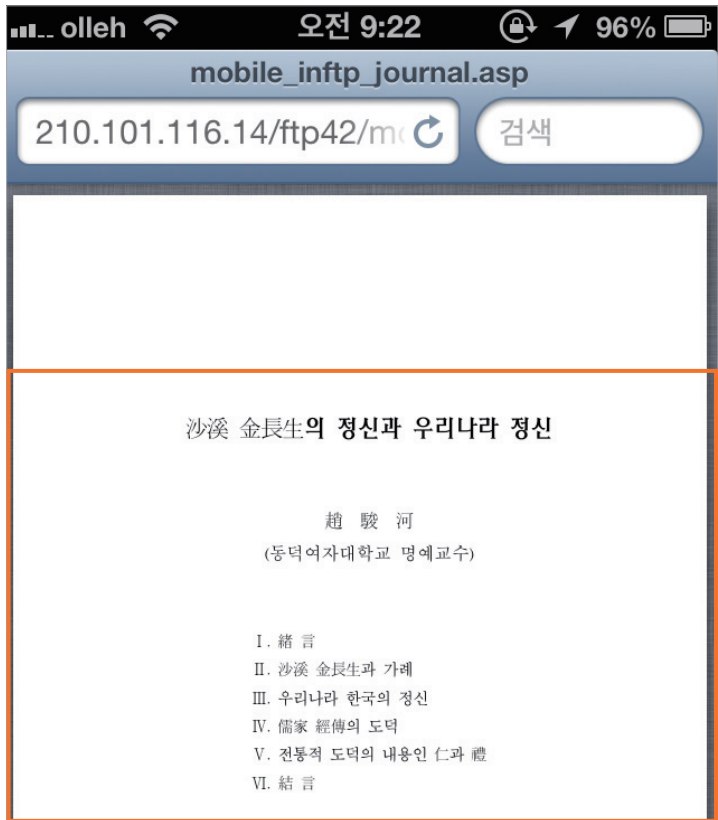 olleh 오전 9:22 96%
mobile_inftp_journal.asp
210.101.116.14/ftp42/m 검색
沙溪 金長生의 정신과 우리나라 정신
趙 駿 河
(동덕여자대학교 명예교수)
Ⅰ. 緖 言
Ⅱ. 沙溪 金長生과 가례
Ⅲ. 우리나라 한국의 정신
Ⅳ. 儒家 經傳의 도덕
Ⅴ. 전통적 도덕의 내용인 仁과 禮
Ⅵ. 結 言